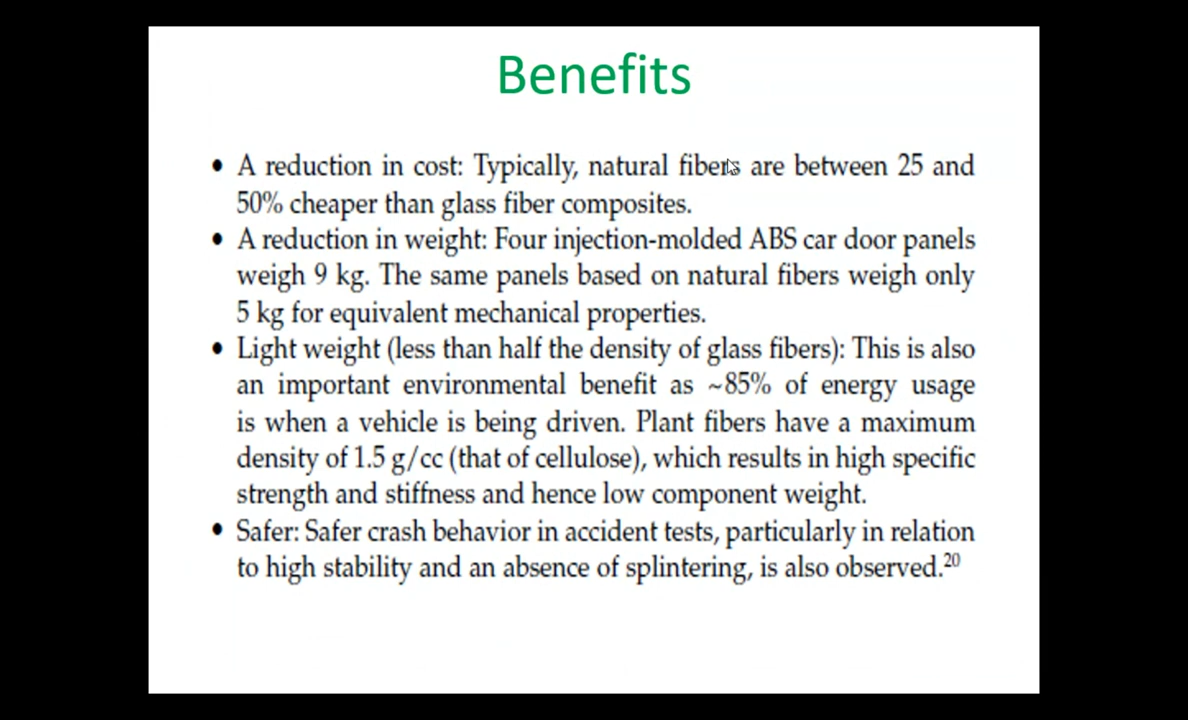 Benefits
• A reduction in cost: Typically, natural fibers are between 25 and
50% cheaper than glass fiber composites.
• A reduction in weight: Four injection-molded ABS car door panels
weigh 9 kg. The same panels based on natural fibers weigh only
5 kg for equivalent mechanical properties.
• Light weight (less than half the density of glass fibers): This is also
an important environmental benefit as ~85% of energy usage
is when a vehicle is being driven. Plant fibers have a maximum
density of 1.5 g/cc (that of cellulose), which results in high specific
strength and stiffness and hence low component weight.
• Safer: Safer crash behavior in accident tests, particularly in relation
to high stability and an absence of splintering, is also observed.20